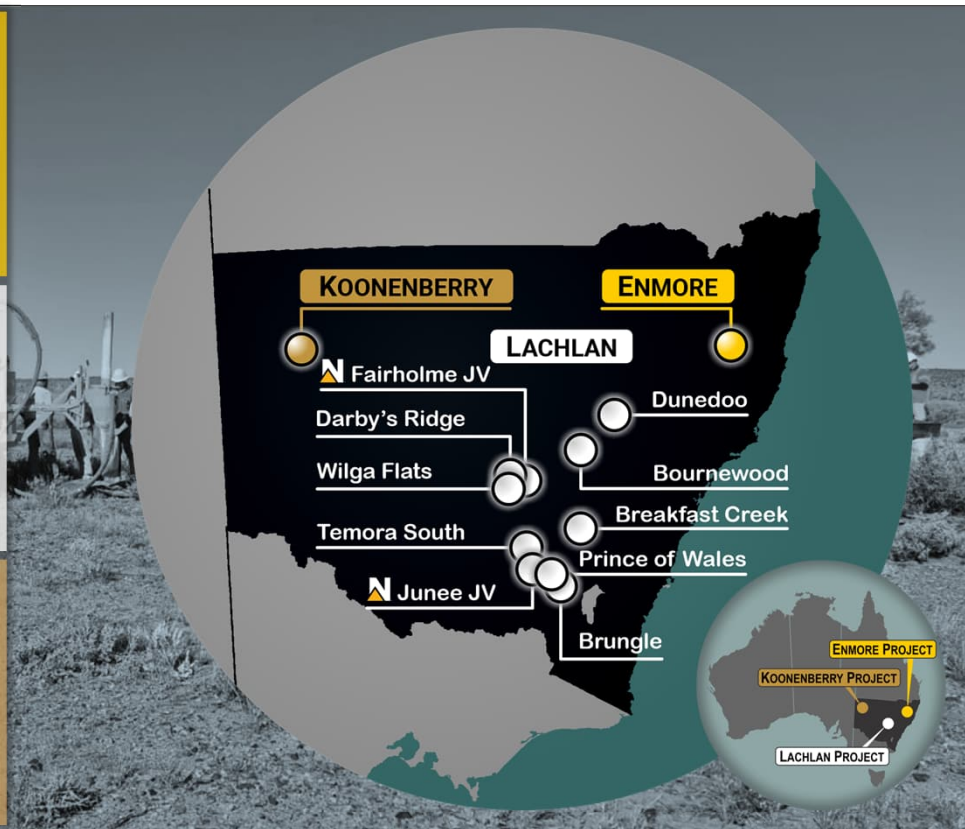 KOONENBERRY
ENMORE
LACHLAN
N Fairholme JV
Dunedoo
Darby's Ridge
Wilga Flats
Bournewood
Breakfast Creek
Temora South
Prince of Wales
N Junee JV
Brungle
ENMORE PROJECT
KOONENBERRY PROJECT
LACHLAN PROJECT